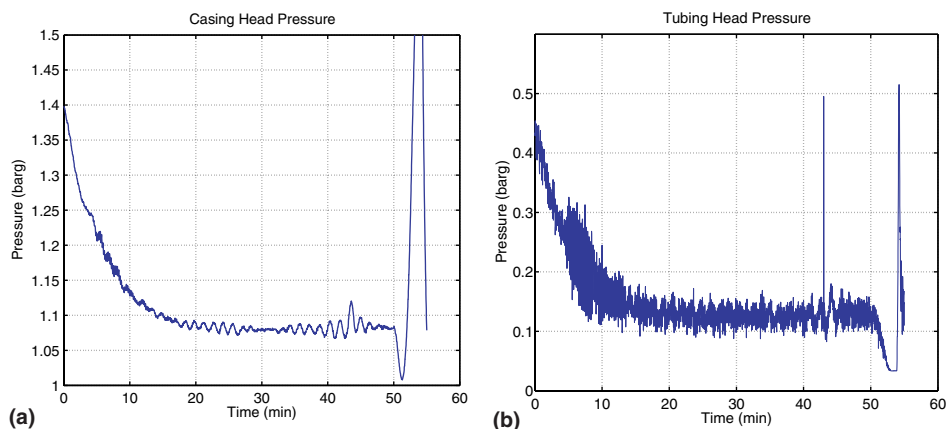 Casing Head Pressure
1.5
1.45
1.4
1.35
1.3
1.25
1.2
1.15
1.1
1.05
1
Pressure (barg)
0 10 20 30 40 50 60
Time (min)
(a)
Tubing Head Pressure
0.5
0.4
0.3
0.2
0.1
0
Pressure (barg)
0 10 20 30 40 50 60
Time (min)
(b)